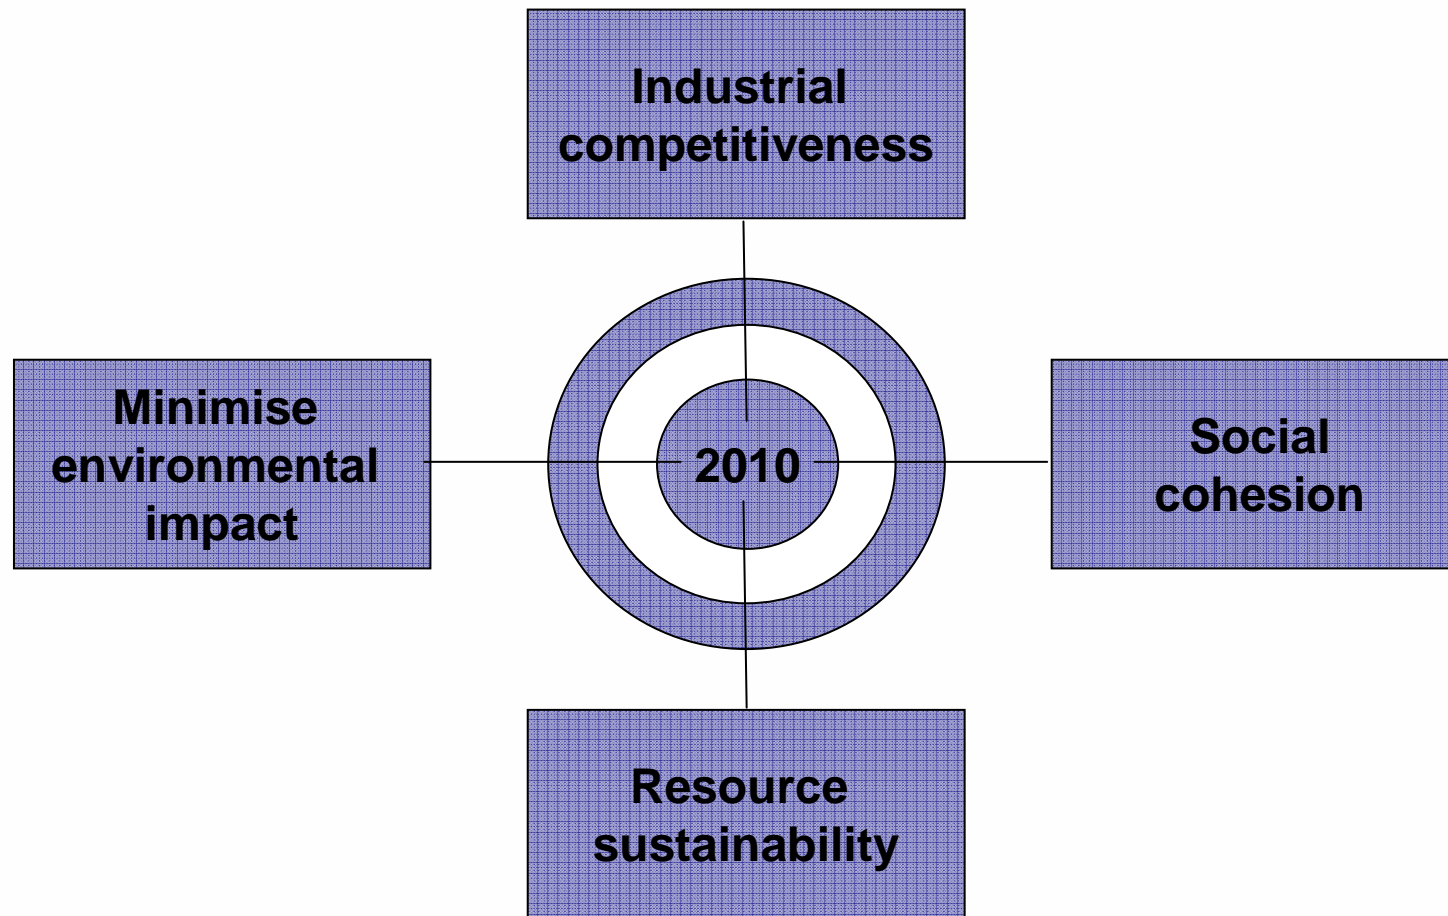 Industrial
competitiveness
Minimise
environmental
impact
2010
Social
cohesion
Resource
sustainability